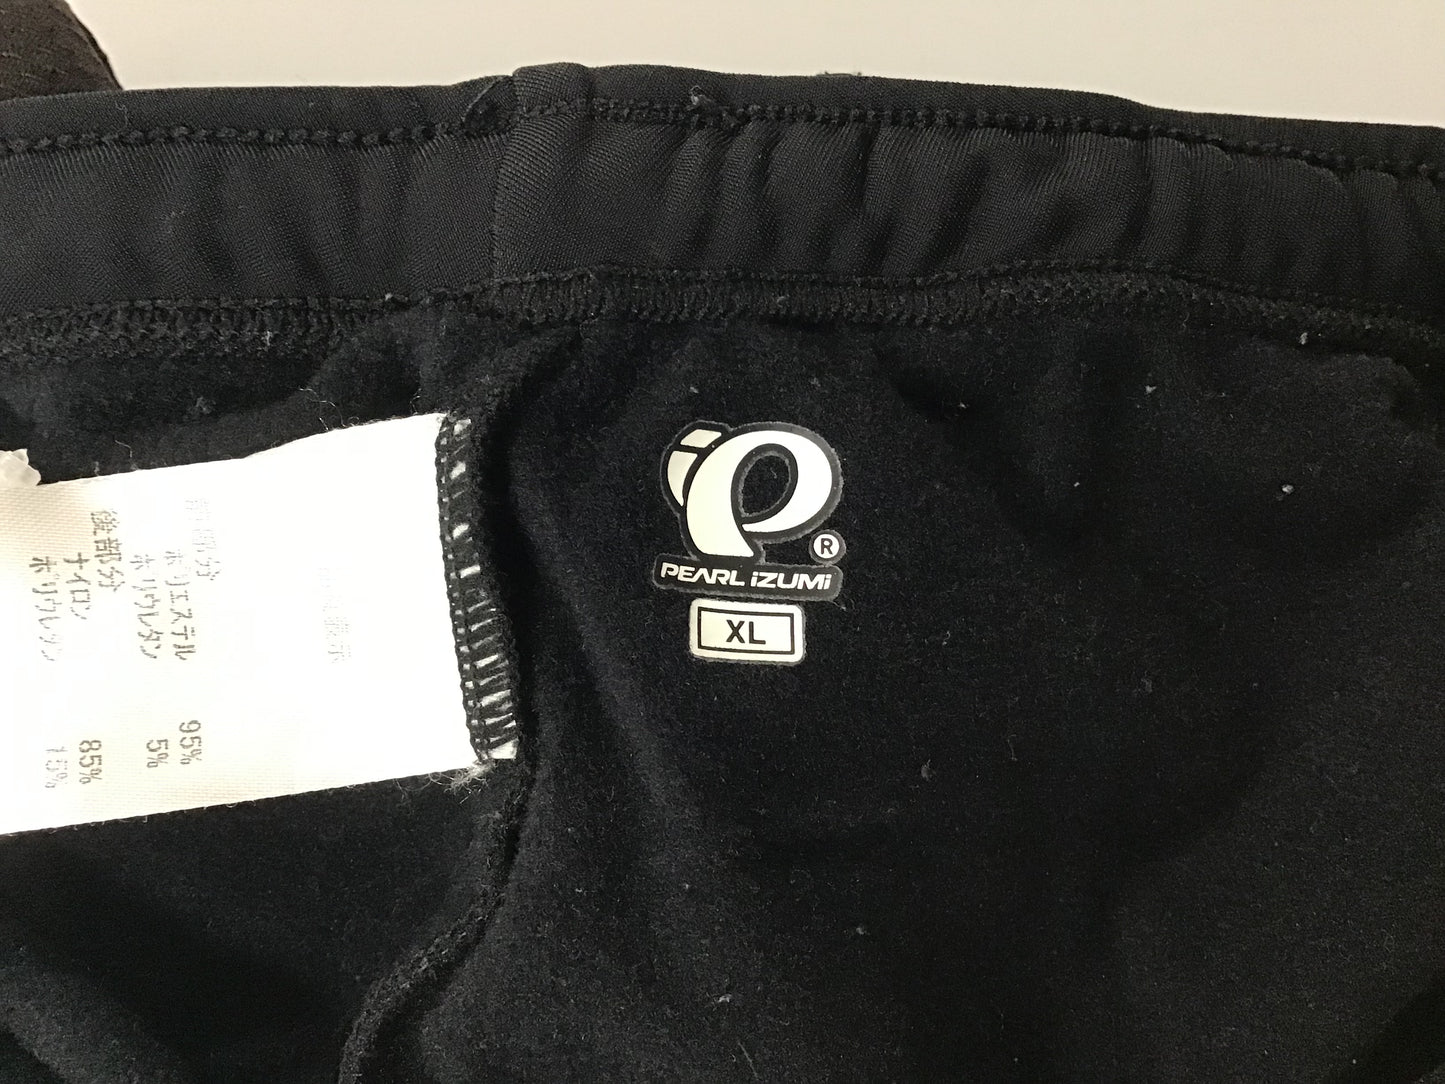 PEARL iZUMi
®
XL
ポリエステル 95%
ポリウレタン 5%
後部分
ナイロン 85%
ポリウレタン 15%